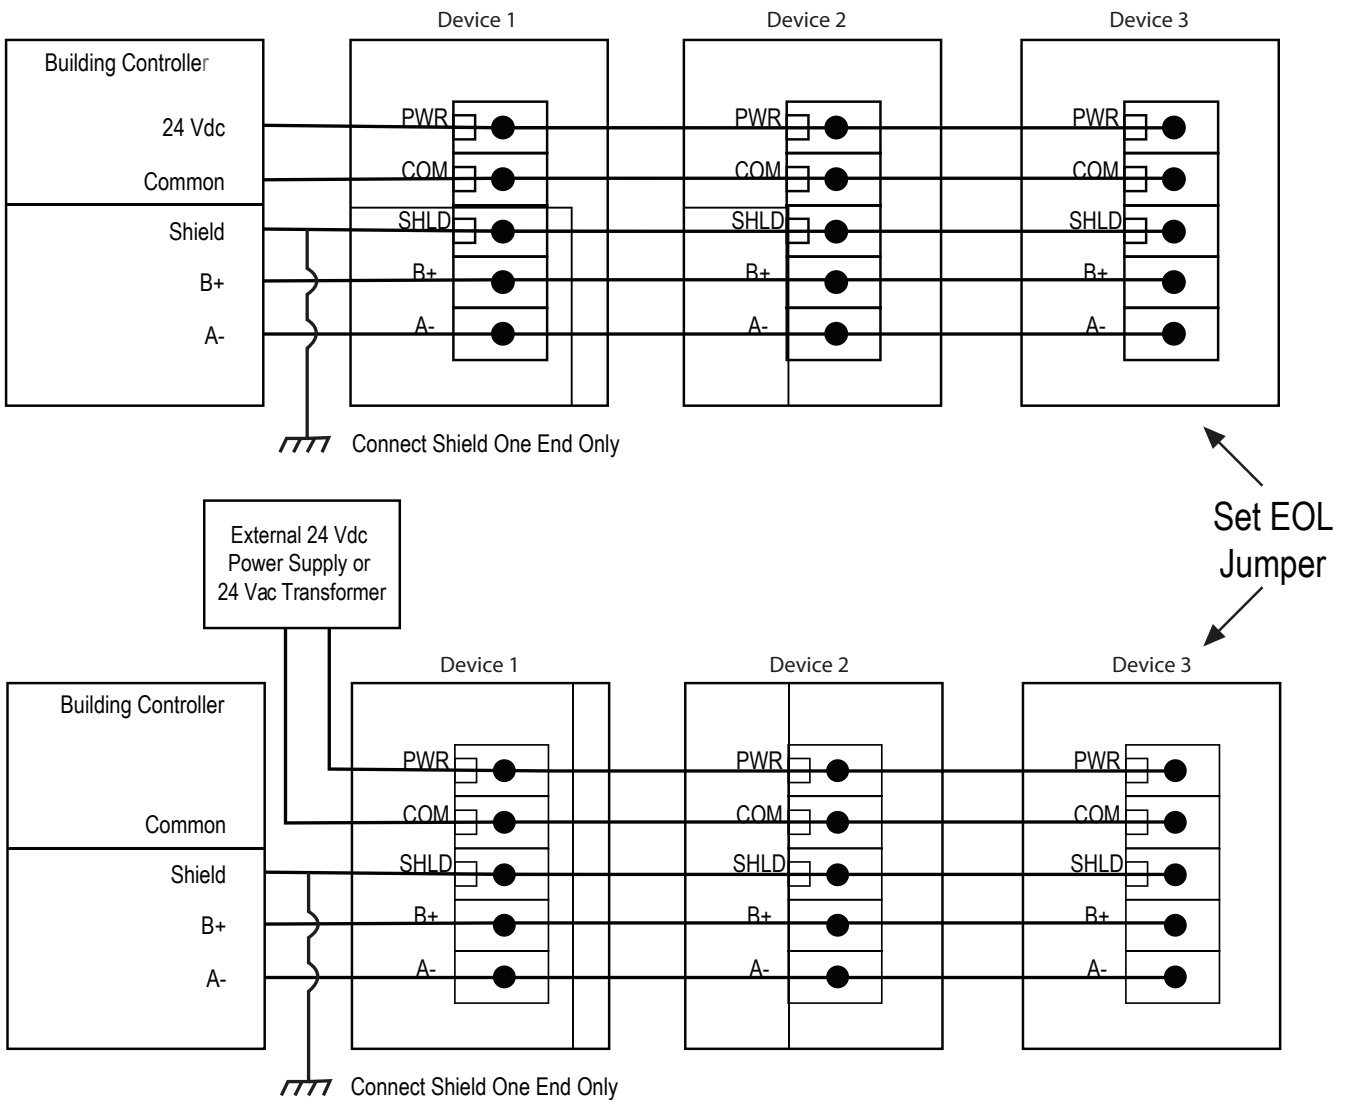 Device 1
Device 2
Device 3
Building Controller
24 Vdc
Common
Shield
B+
A-
PWR
COM
SHLD
B+
A-
PWR
COM
SHLD
B+
A-
PWR
COM
SHLD
B+
A-
Connect Shield One End Only
Set EOL
Jumper
External 24 Vdc
Power Supply or
24 Vac Transformer
Device 1
Device 2
Device 3
Building Controller
Common
Shield
B+
A-
PWR
COM
SHLD
B+
A-
PWR
COM
SHLD
B+
A-
PWR
COM
SHLD
B+
A-
Connect Shield One End Only